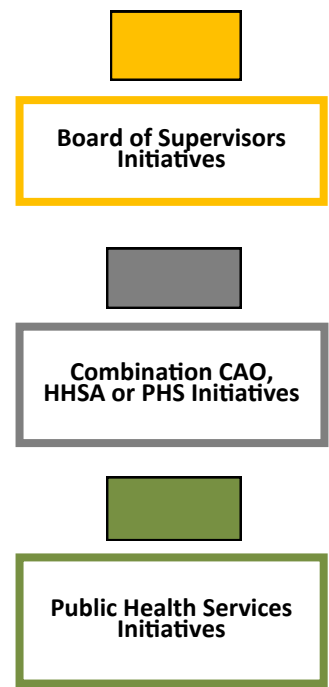 Board of Supervisors
Initiatives
Combination CAO,
HHSA or PHS Initiatives
Public Health Services
Initiatives